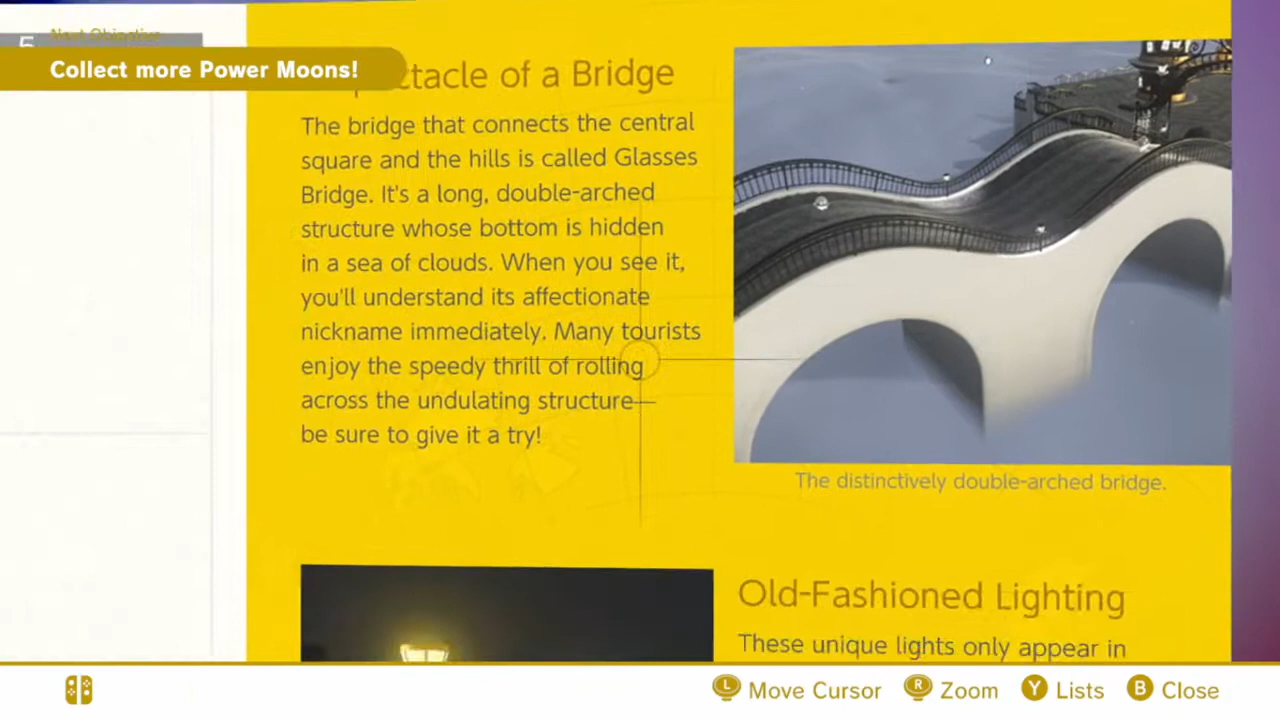 Next Objective
5
Collect more Power Moons!
ctacle of a Bridge
The bridge that connects the central
square and the hills is called Glasses
Bridge. It's a long, double-arched
structure whose bottom is hidden
in a sea of clouds. When you see it,
you'll understand its affectionate
nickname immediately. Many tourists
enjoy the speedy thrill of rolling
across the undulating structure—
be sure to give it a try!
The distinctively double-arched bridge.
Old-Fashioned Lighting
These unique lights only appear in
L Move Cursor R Zoom Y Lists B Close